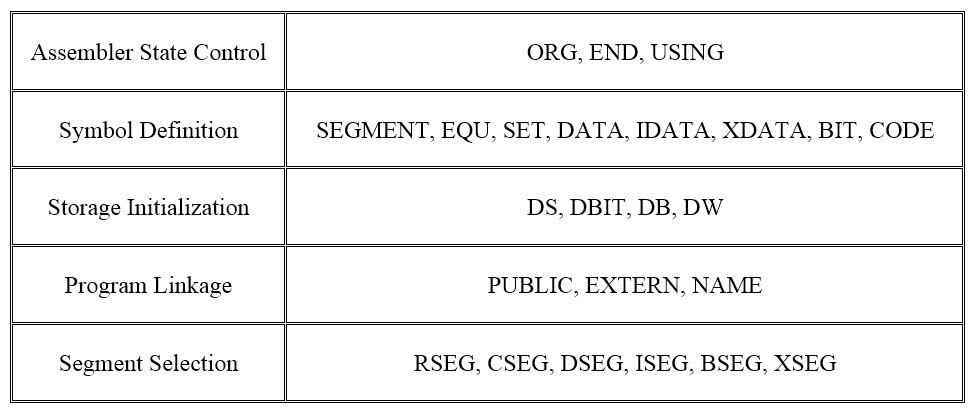 Assembler State Control
ORG, END, USING
Symbol Definition
SEGMENT, EQU, SET, DATA, IDATA, XDATA, BIT, CODE
Storage Initialization
DS, DBIT, DB, DW
Program Linkage
PUBLIC, EXTERN, NAME
Segment Selection
RSEG, CSEG, DSEG, ISEG, BSEG, XSEG